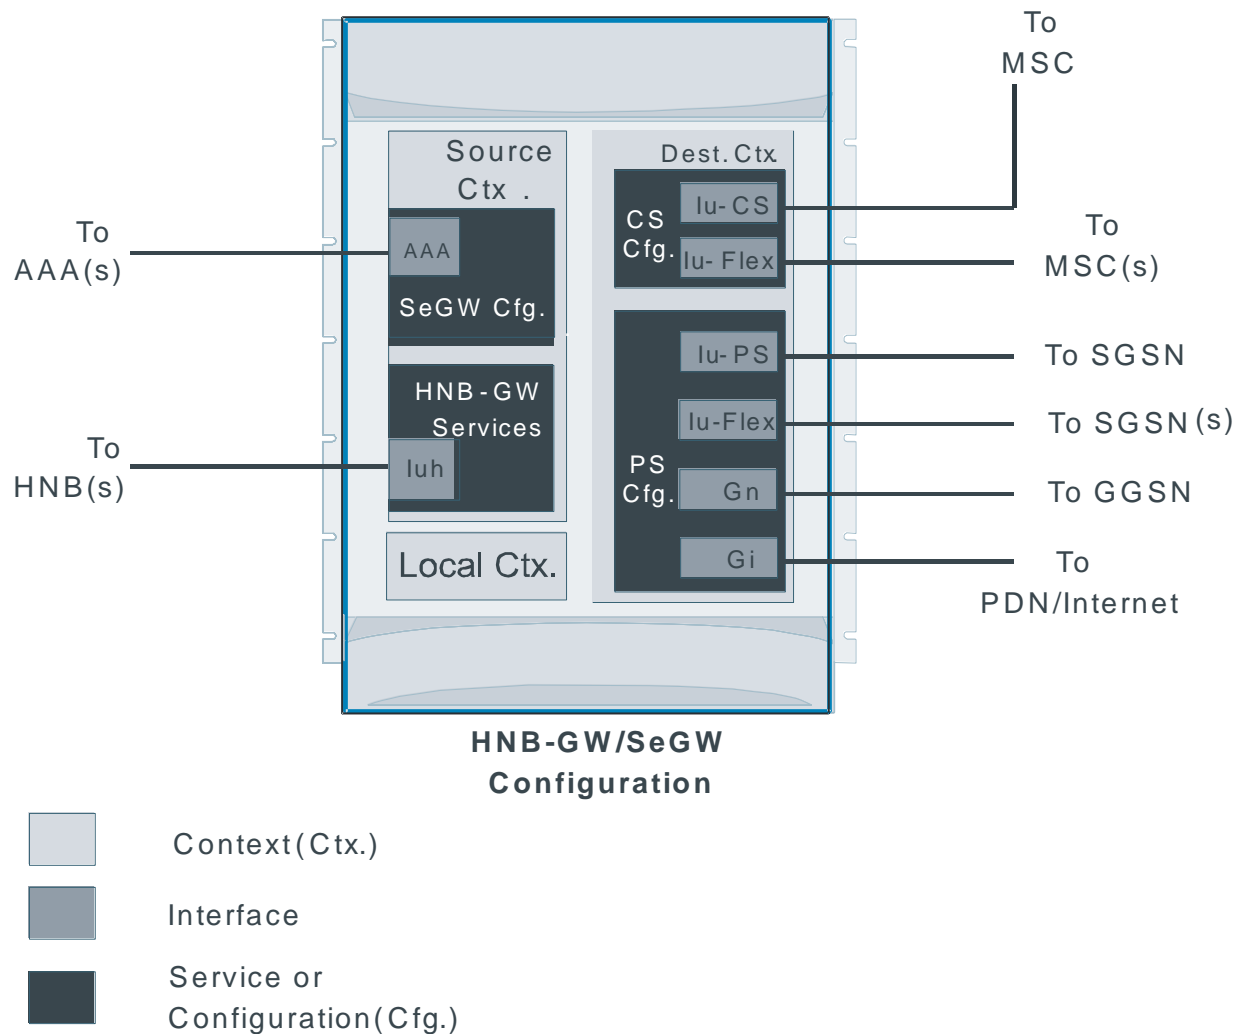 To
MSC
Source
Ctx .
Dest.Ctx.
To
AAA(s)
AAA
SeGW Cfg.
CS
Cfg.
Iu-CS
Iu-Flex
To
MSC(s)
HNB-GW
Services
Iuh
To
HNB(s)
PS
Cfg.
Iu-PS
To SGSN
Iu-Flex
To SGSN(s)
Gn
To GGSN
Gi
To
PDN/Internet
Local Ctx.
HNB-GW/SeGW
Configuration
Context(Ctx.)
Interface
Service or
Configuration(Cfg.)